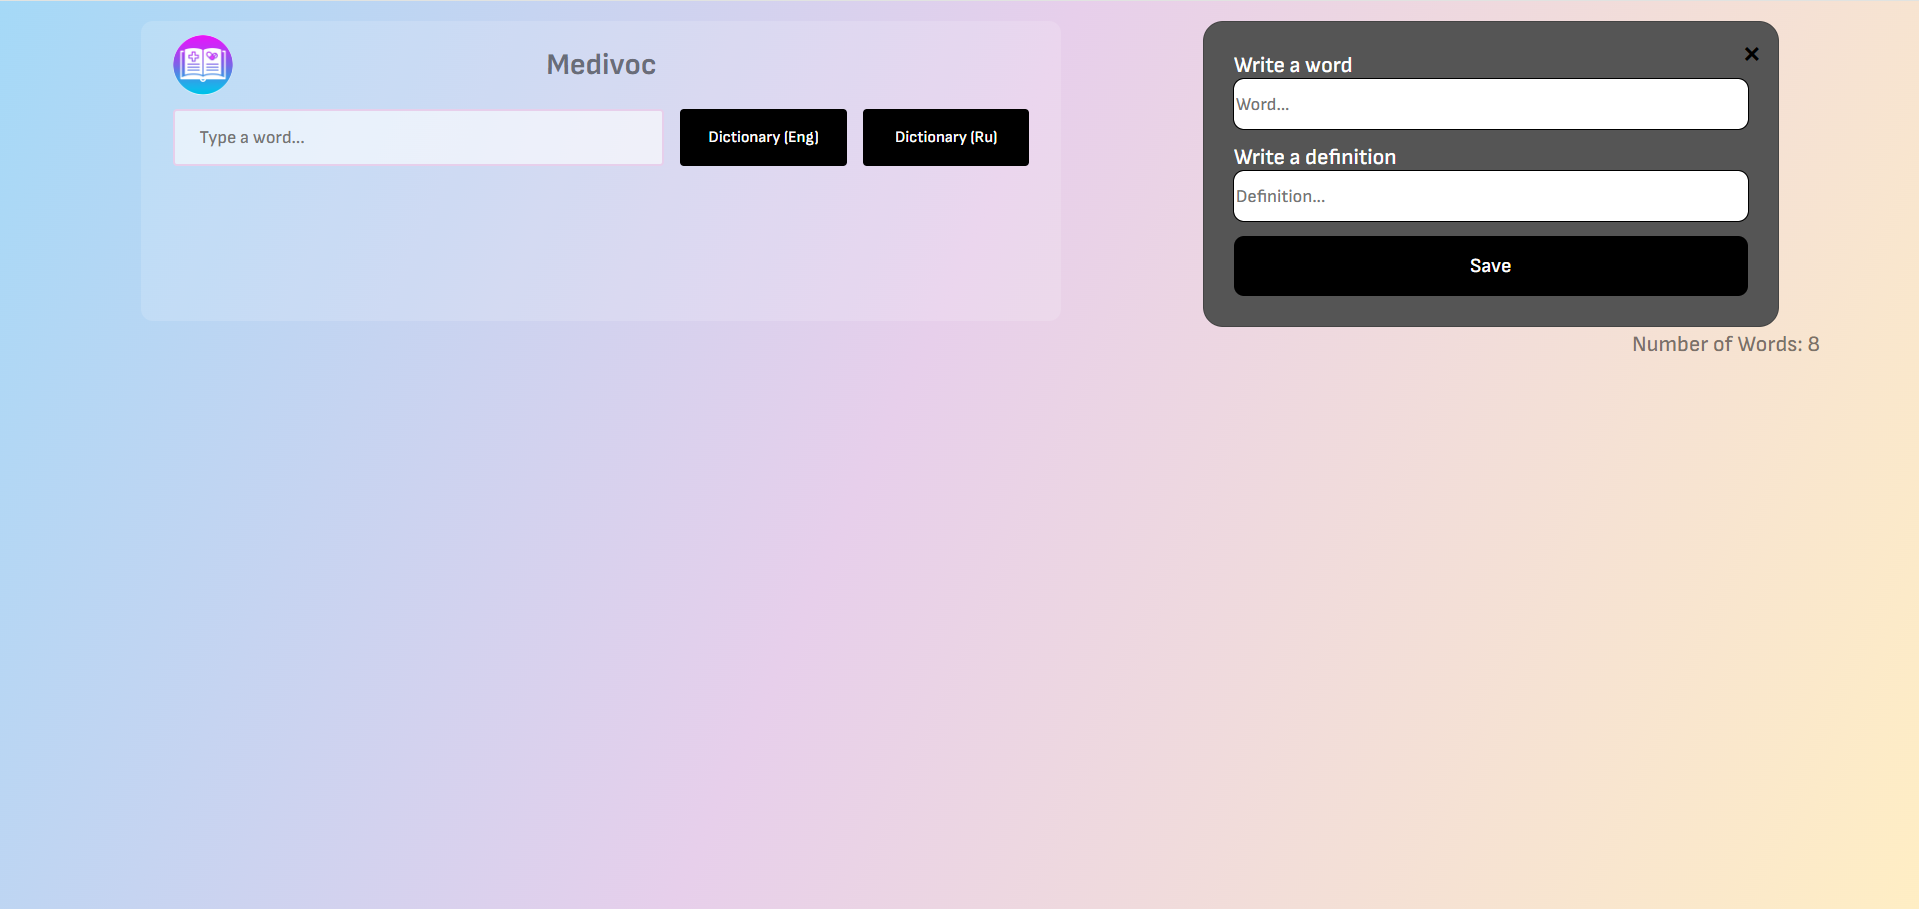 Medivoc
Type a word...
Dictionary (Eng)
Dictionary (Ru)
×
Write a word
Word...
Write a definition
Definition...
Save
Number of Words: 8